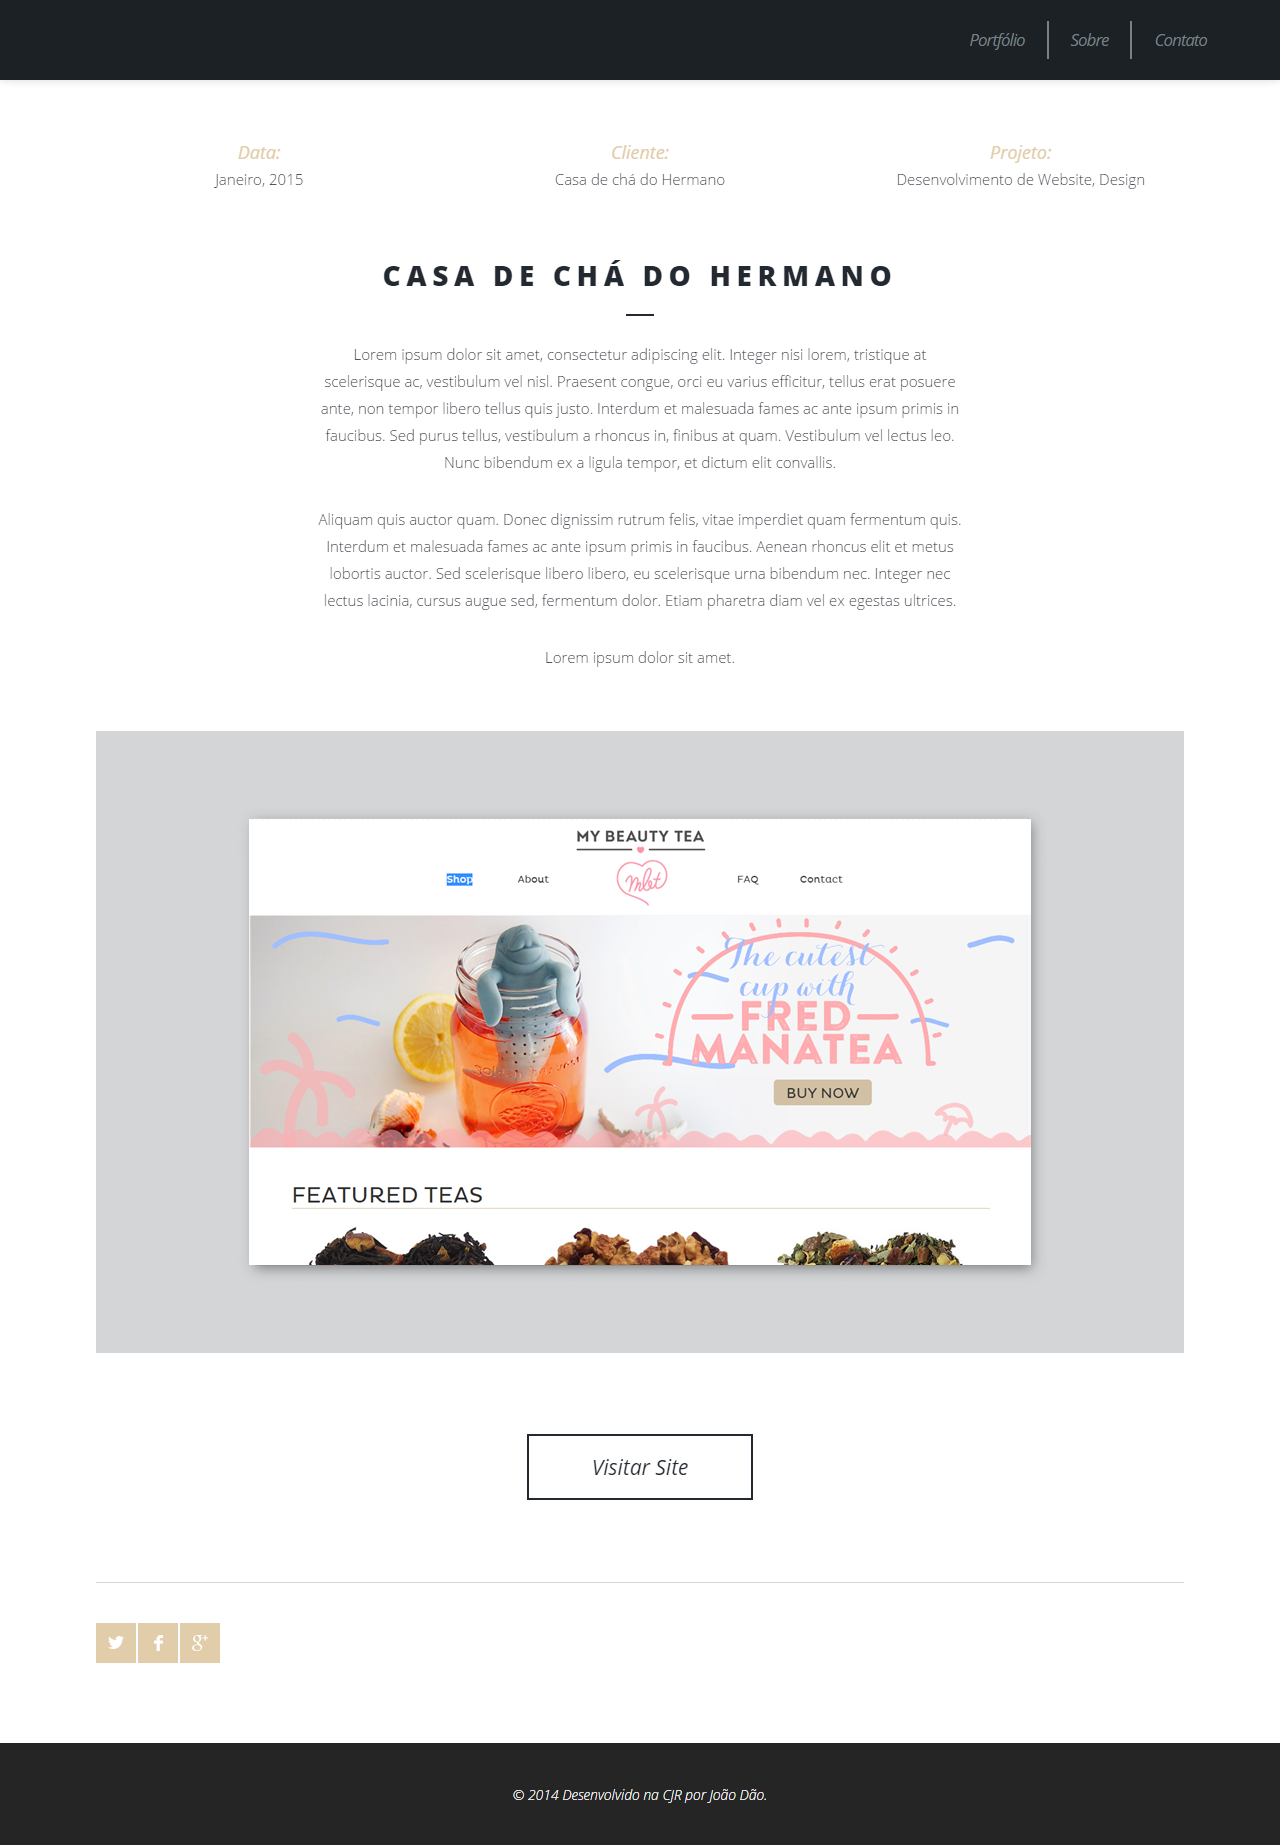 Portfólio
Sobre
Contato
Data:
Cliente:
Projeto:
Janeiro, 2015
Casa de chá do Hermano
Desenvolvimento de Website, Design
CASA DE CHÁ DO HERMANO
Lorem ipsum dolor sit amet, consectetur adipiscing elit. Integer nisi lorem, tristique at
scelerisque ac, vestibulum vel nisl. Praesent congue, orci eu varius efficitur, tellus erat posuere
ante, non tempor libero tellus quis justo. Interdum et malesuada fames ac ante ipsum primis in
faucibus. Sed purus tellus, vestibulum a rhoncus in, finibus at quam. Vestibulum vel lectus leo.
Nunc bibendum ex a ligula tempor, et dictum elit convallis.
Aliquam quis auctor quam. Donec dignissim rutrum felis, vitae imperdiet quam fermentum quis.
Interdum et malesuada fames ac ante ipsum primis in faucibus. Aenean rhoncus elit et metus
lobortis auctor. Sed scelerisque libero libero, eu scelerisque urna bibendum nec. Integer nec
lectus lacinia, cursus augue sed, fermentum dolor. Etiam pharetra diam vel ex egestas ultrices.
Lorem ipsum dolor sit amet.
MY BEAUTY TEA
Shop
About
mbt
FAQ
Contact
The cutest
cup with
FRED
MANATEA
BUY NOW
FEATURED TEAS
Visitar Site
© 2014 Desenvolvido na CJR por João Dão.